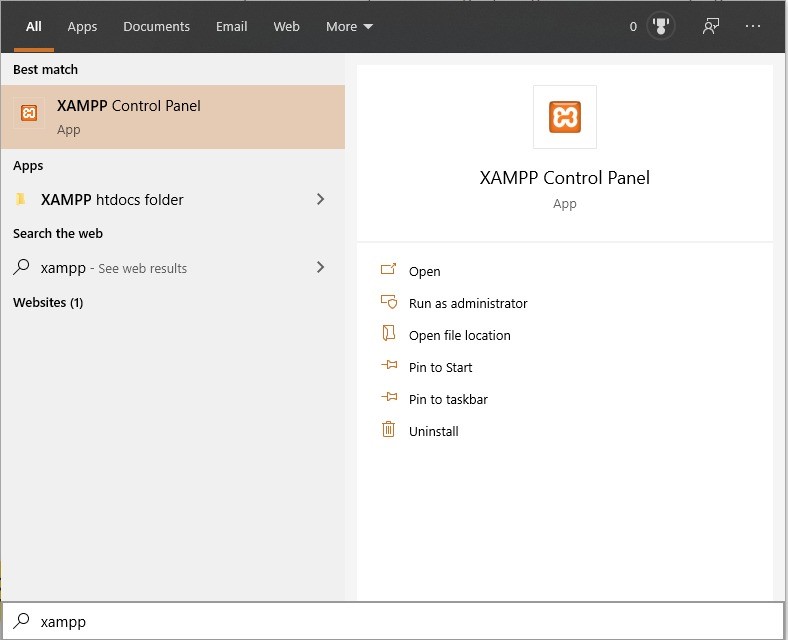 All Apps Documents Email Web More 0 ...
Best match
XAMPP Control Panel
App
Apps
XAMPP htdocs folder
Search the web
xampp - See web results
Websites (1)
XAMPP Control Panel
App
Open
Run as administrator
Open file location
Pin to Start
Pin to taskbar
Uninstall
xampp